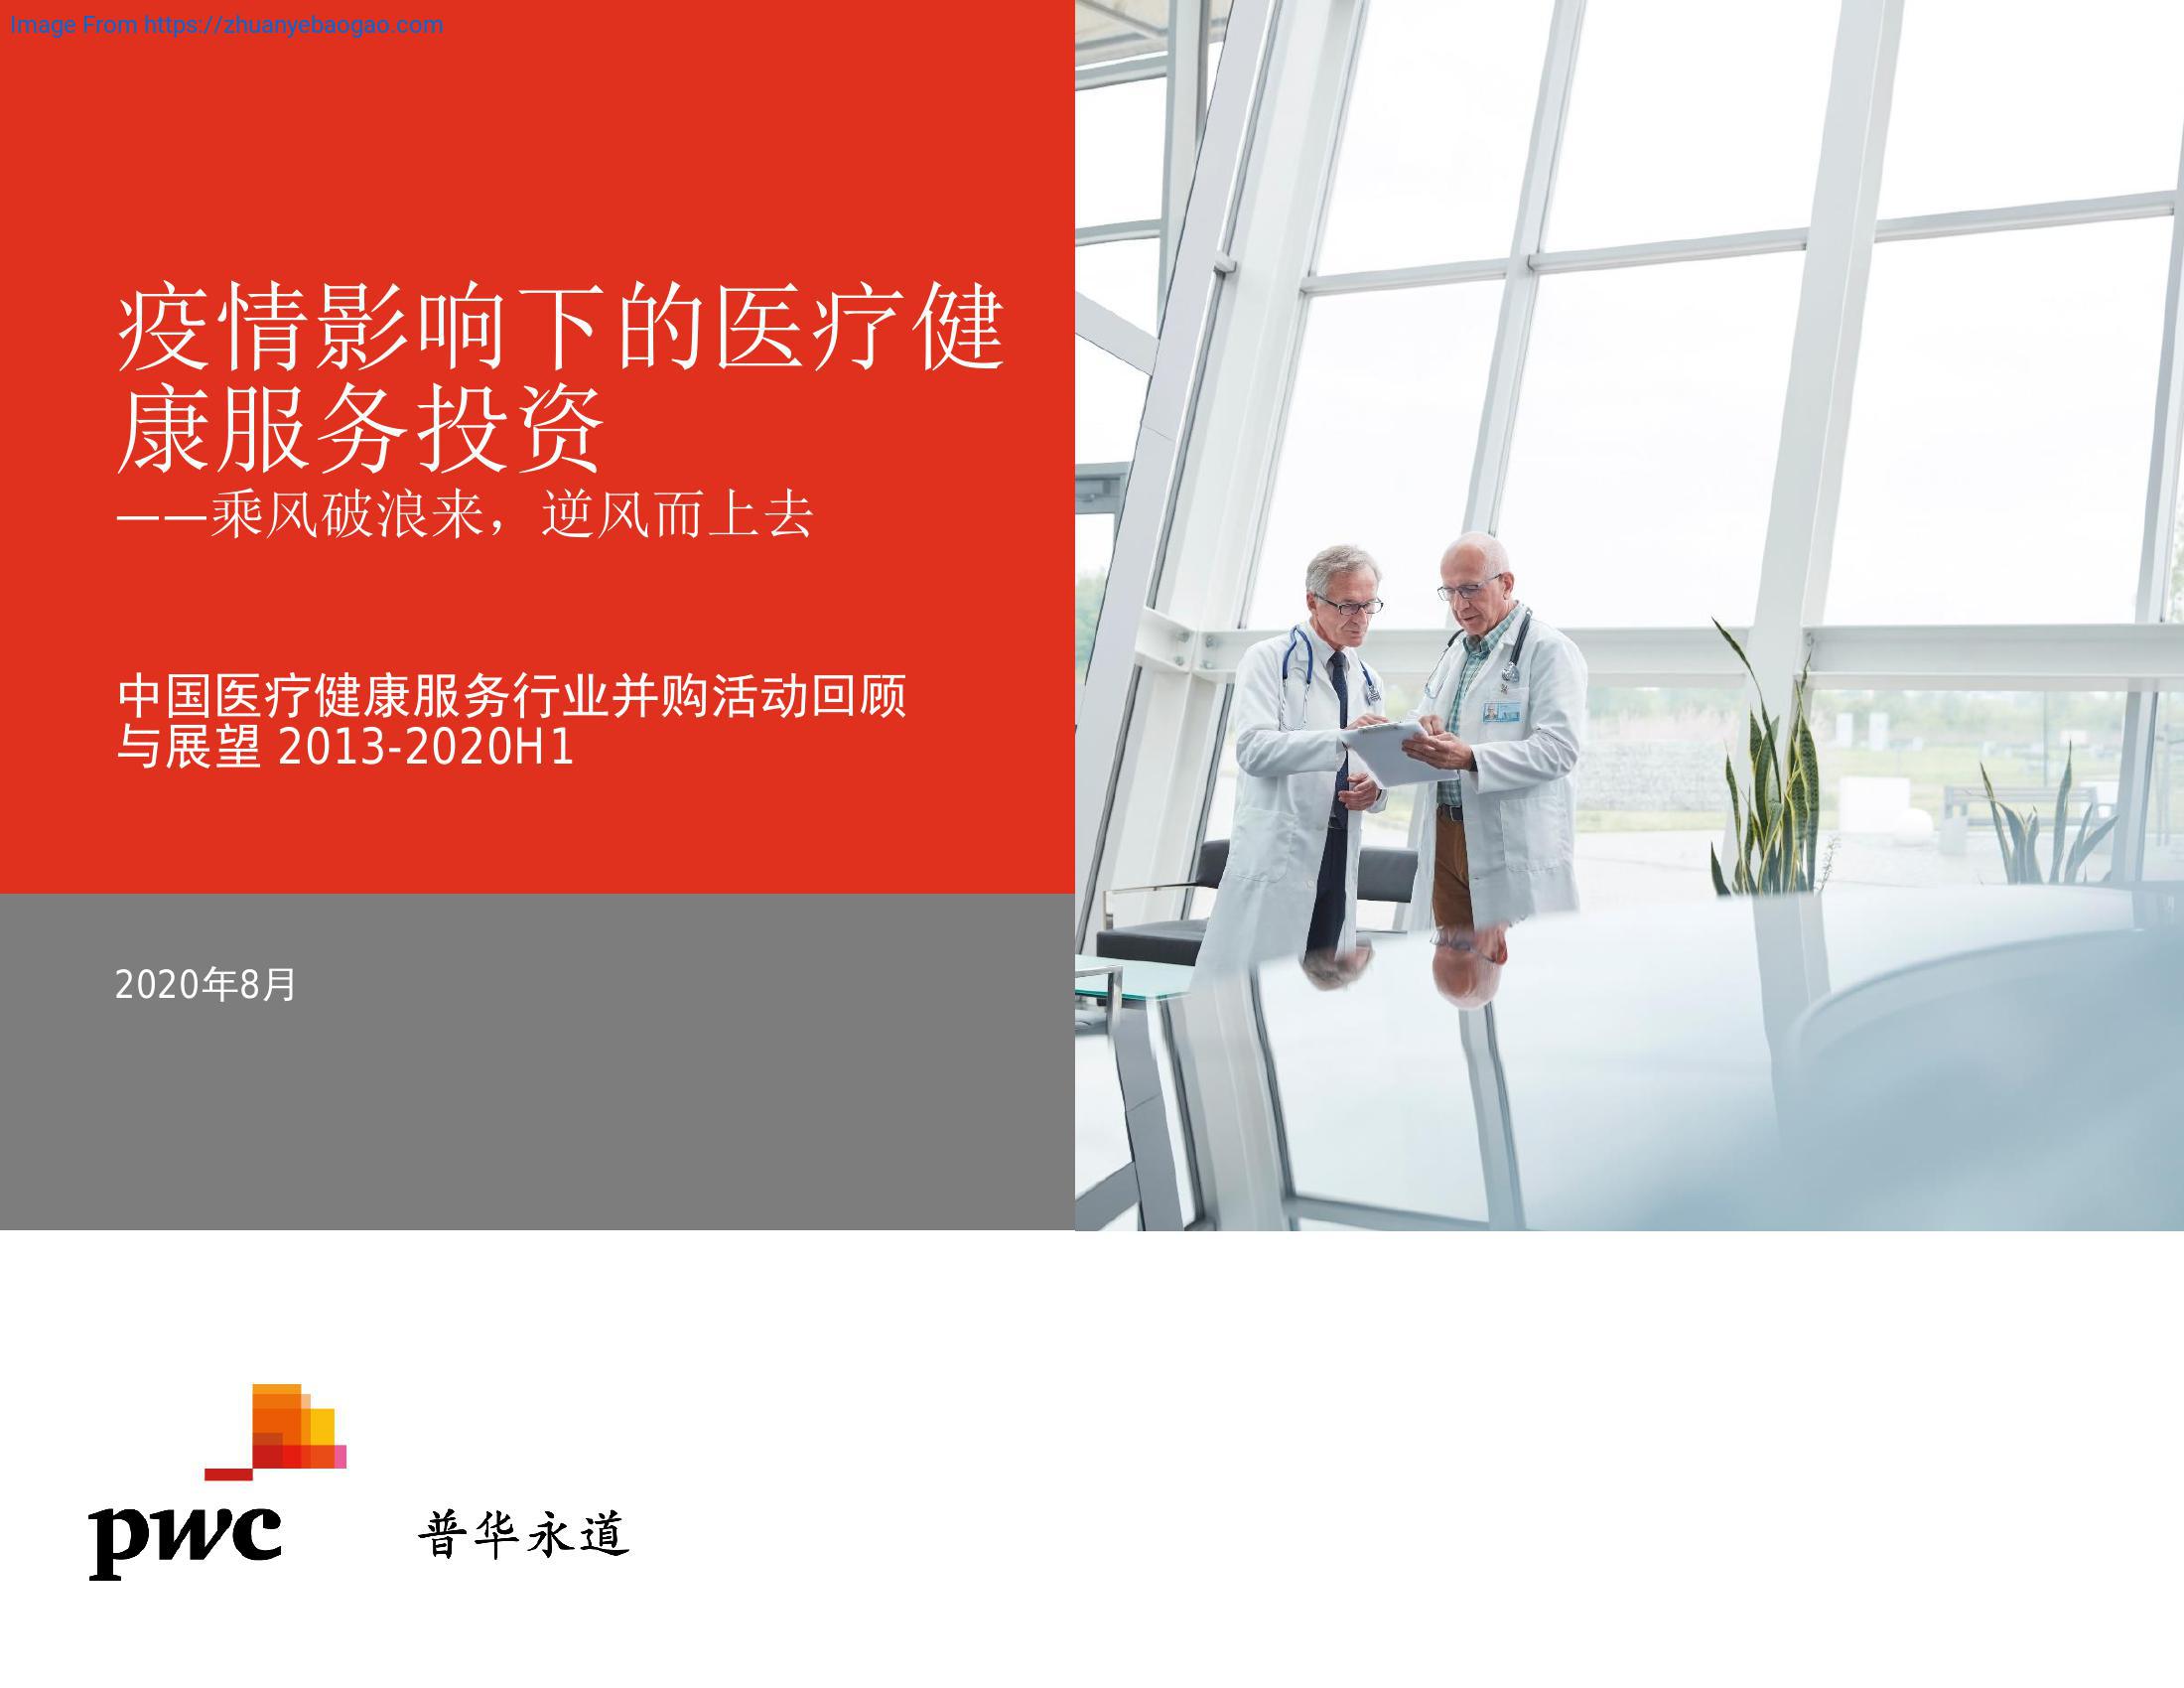 Image From https://zhuanyebaogao.com
疫情影响下的医疗健
康服务投资
——乘风破浪来，逆风而上去
中国医疗健康服务行业并购活动回顾
与展望 2013-2020H1
2020年8月
pwc 普华永道